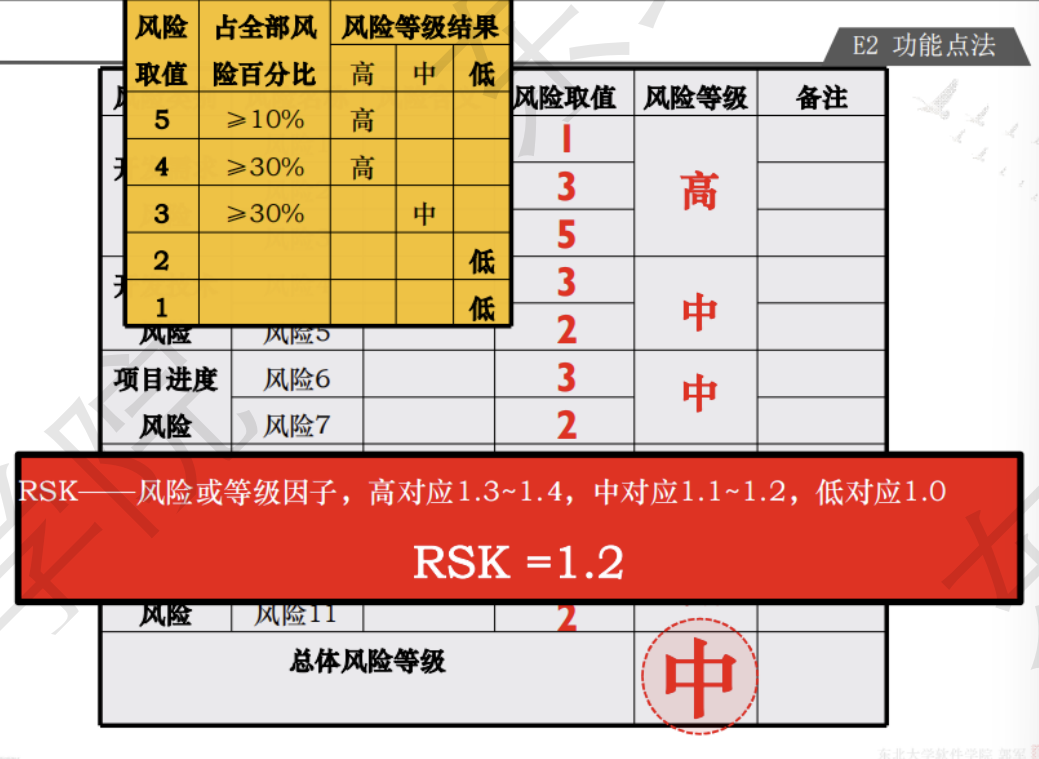 E2 功能点法
风险取值 占全部风险百分比 风险等级结果
高 中 低
5 ≥10% 高
4 ≥30% 高
3 ≥30% 中
2 低
1 低
风险取值 风险等级 备注
1
3 高
5
3
风险 风险5 2 中
项目进度 风险6 3
风险 风险7 2 中
RSK——风险或等级因子，高对应1.3~1.4，中对应1.1~1.2，低对应1.0
RSK =1.2
风险 风险11 2
总体风险等级 中
东北大学软件学院 郭军